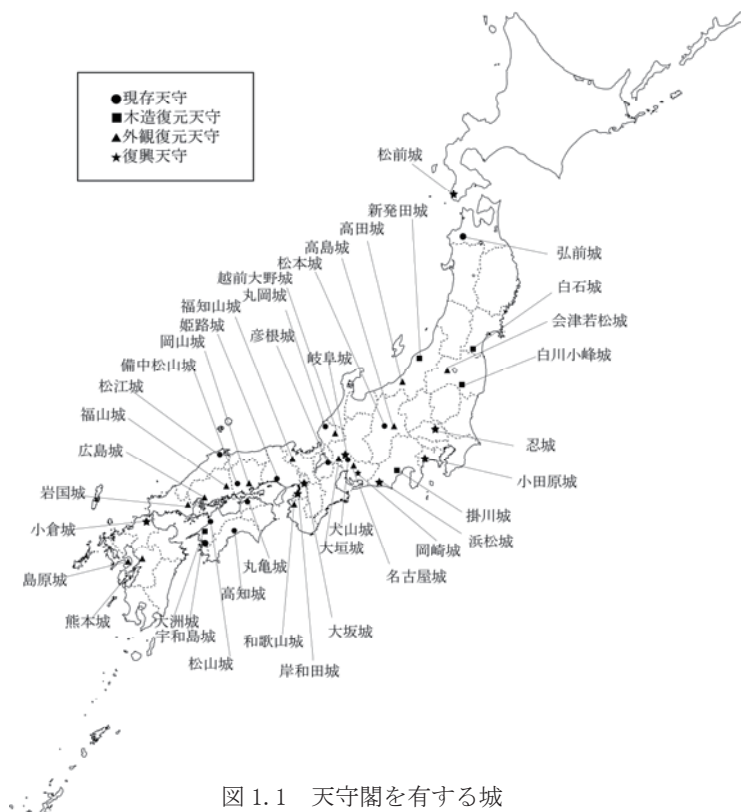 ●現存天守
■木造復元天守
▲外観復元天守
★復興天守
松前城
新発田城
高田城
高島城
松本城
越前大野城
丸岡城
福知山城
姫路城
岡山城
備中松山城
松江城
福山城
広島城
岩国城
小倉城
島原城
熊本城
彦根城
岐阜城
弘前城
白石城
会津若松城
白川小峰城
忍城
小田原城
掛川城
浜松城
岡崎城
名古屋城
犬山城
大垣城
大坂城
岸和田城
和歌山城
丸亀城
高知城
松山城
宇和島城
大洲城
図 1.1 天守閣を有する城